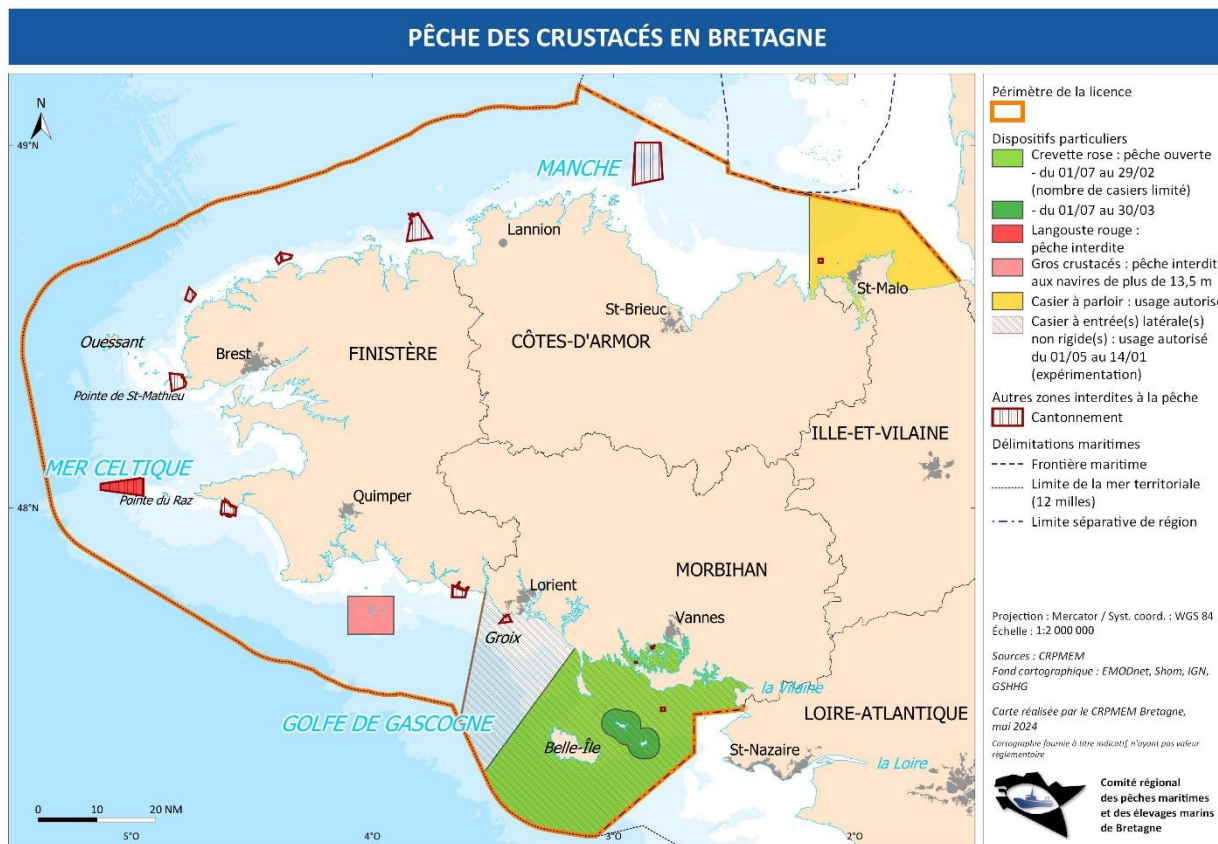 PÊCHE DES CRUSTACÉS EN BRETAGNE
N
49°N
48°N
5°O
4°O
3°O
2°O
MANCHE
Lannion
St-Malo
St-Brieuc
Ouessant
Brest
FINISTÈRE
CÔTES-D'ARMOR
Pointe de St-Mathieu
ILLE-ET-VILAINE
MER CELTIQUE
Pointe du Raz
Quimper
MORBIHAN
Lorient
Vannes
Groix
la Vilaine
GOLFE DE GASCOGNE
LOIRE-ATLANTIQUE
Belle-Île
St-Nazaire
la Loire
0 10 20 NM
Périmètre de la licence
Dispositifs particuliers
Crevette rose : pêche ouverte
- du 01/07 au 29/02
(nombre de casiers limité)
- du 01/07 au 30/03
Langouste rouge :
pêche interdite
Gros crustacés : pêche interdit
aux navires de plus de 13,5 m
Casier à parloir : usage autorisé
Casier à entrée(s) latérale(s)
non rigide(s) : usage autorisé
du 01/05 au 14/01
(expérimentation)
Autres zones interdites à la pêche
Cantonnement
Délimitations maritimes
Frontière maritime
Limite de la mer territoriale
(12 milles)
Limite séparative de région
Projection : Mercator / Syst. coord. : WGS 84
Échelle : 1:2 000 000
Sources : CRPMEM
Fond cartographique : EMODnet, Shom, IGN,
GSHHG
Carte réalisée par le CRPMEM Bretagne,
mai 2024
Cartographie fournie à titre indicatif, n'ayant pas valeur
règlementaire
Comité régional
des pêches maritimes
et des élevages marins
de Bretagne